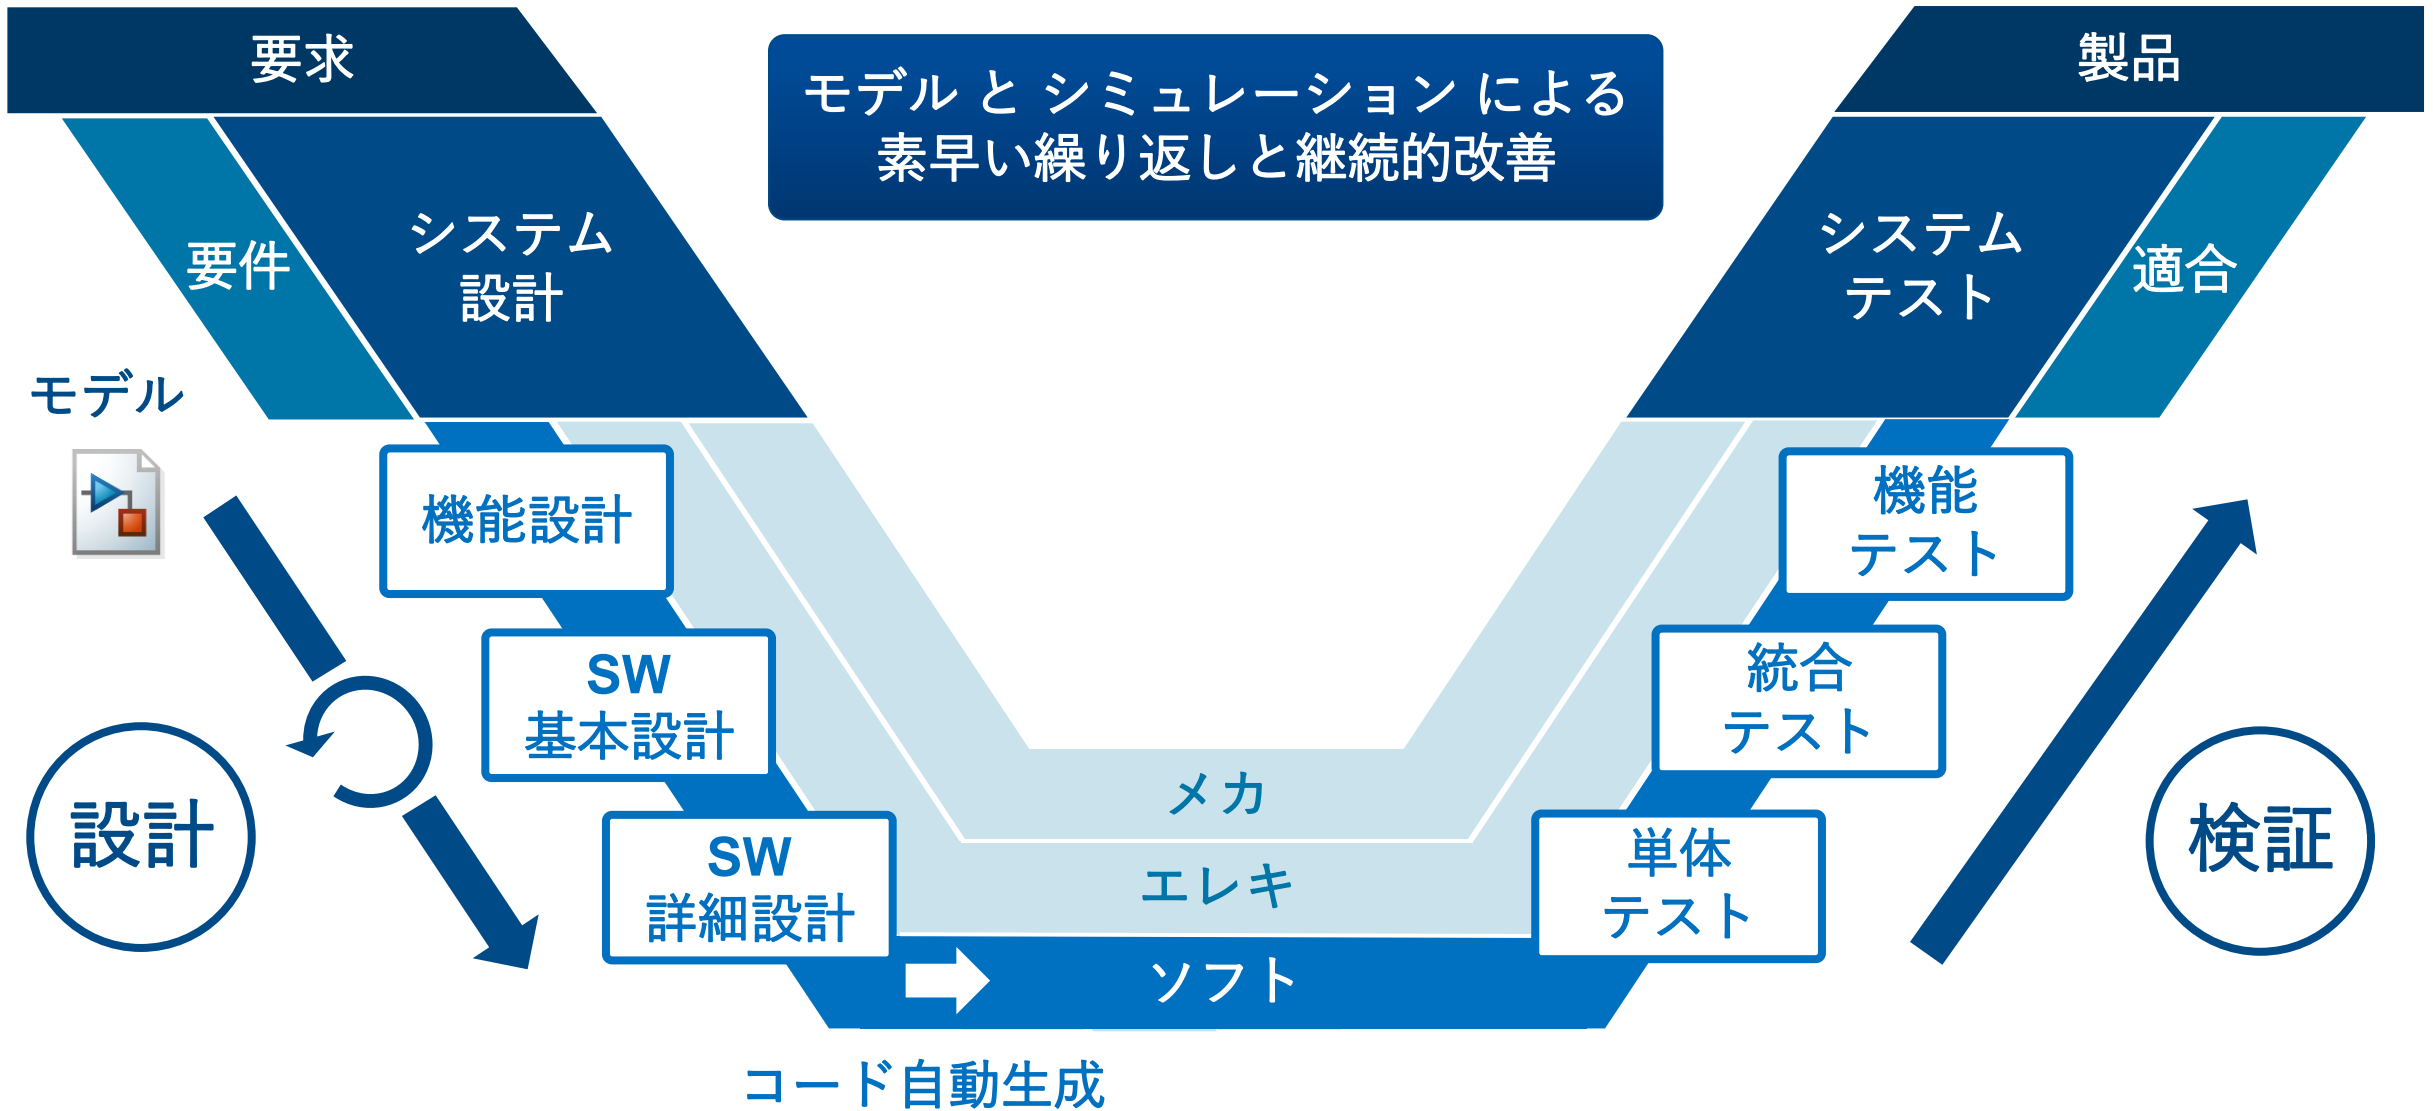 要求
モデル と シミュレーション による
素早い繰り返しと継続的改善
製品
要件
システム
設計
システム
テスト
適合
モデル
機能設計
機能
テスト
SW
基本設計
統合
テスト
設計
メカ
検証
SW
詳細設計
エレキ
単体
テスト
ソフト
コード自動生成